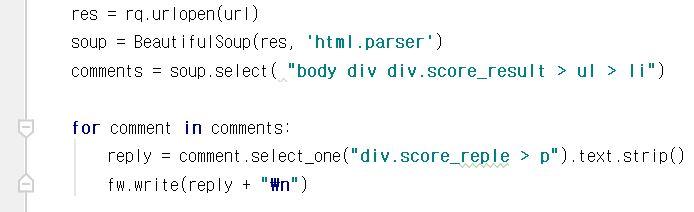 res = rq.urlopen(url)
soup = BeautifulSoup(res, 'html.parser')
comments = soup.select( "body div div.score_result > ul > li")
for comment in comments:
reply = comment.select_one("div.score_reple > p").text.strip()
fw.write(reply + "₩n")